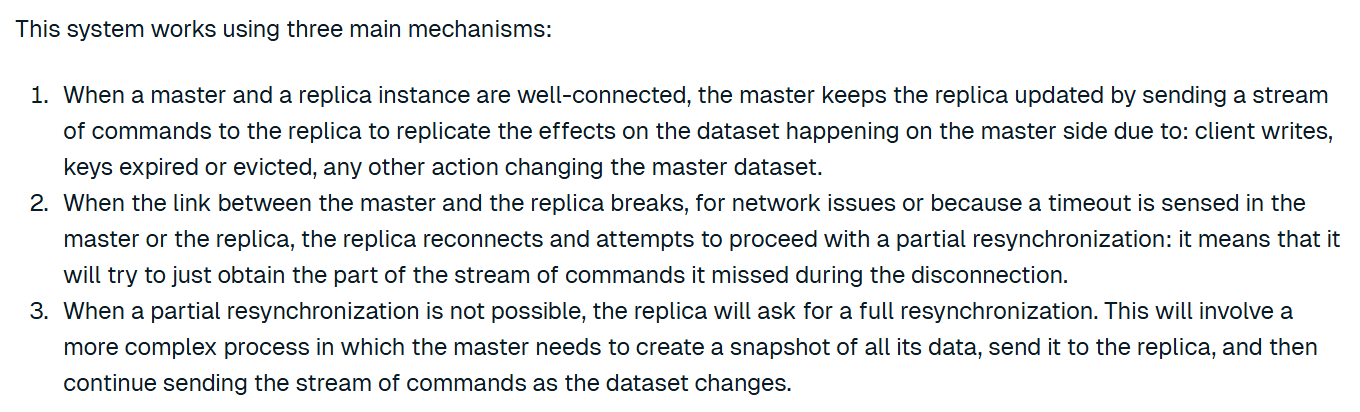 This system works using three main mechanisms:
1. When a master and a replica instance are well-connected, the master keeps the replica updated by sending a stream
of commands to the replica to replicate the effects on the dataset happening on the master side due to: client writes,
keys expired or evicted, any other action changing the master dataset.
2. When the link between the master and the replica breaks, for network issues or because a timeout is sensed in the
master or the replica, the replica reconnects and attempts to proceed with a partial resynchronization: it means that it
will try to just obtain the part of the stream of commands it missed during the disconnection.
3. When a partial resynchronization is not possible, the replica will ask for a full resynchronization. This will involve a
more complex process in which the master needs to create a snapshot of all its data, send it to the replica, and then
continue sending the stream of commands as the dataset changes.